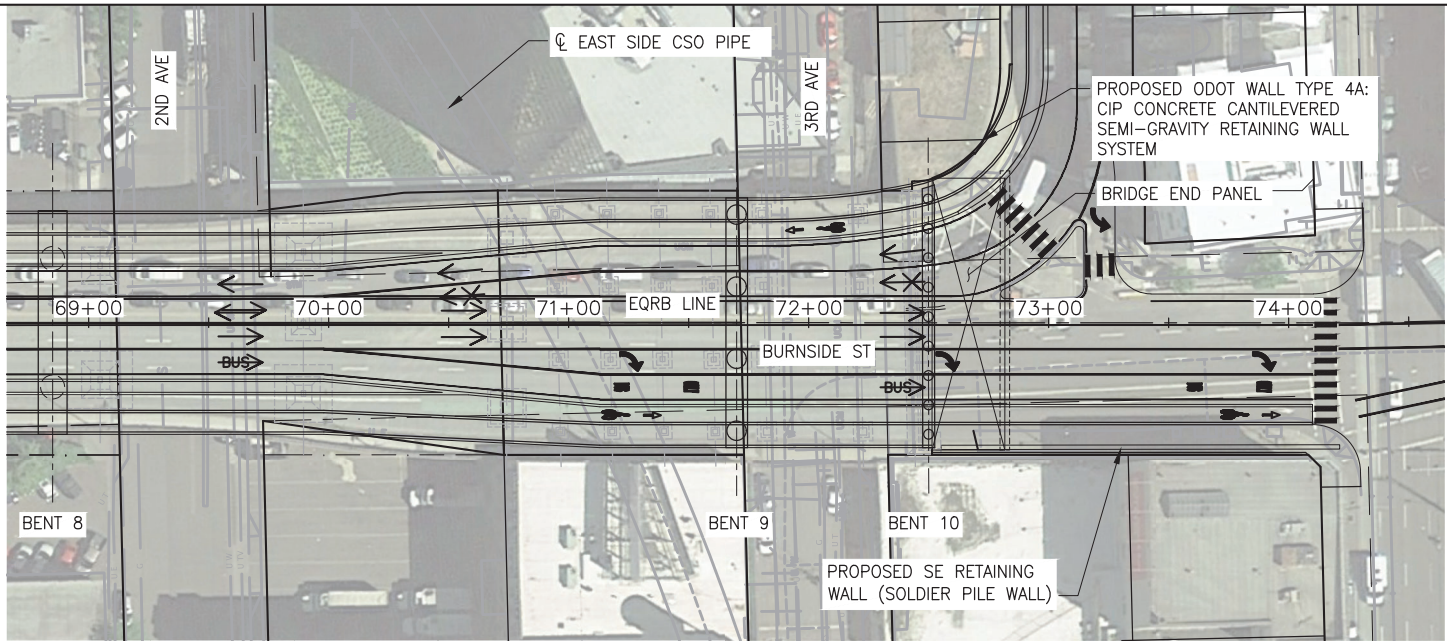 ℄ EAST SIDE CSO PIPE
2ND AVE
3RD AVE
PROPOSED ODOT WALL TYPE 4A:
CIP CONCRETE CANTILEVERED
SEMI-GRAVITY RETAINING WALL
SYSTEM
BRIDGE END PANEL
69+00
70+00
71+00
EQRB LINE
72+00
73+00
74+00
BURNSIDE ST
BUS
BUS
BENT 8
BENT 9
BENT 10
PROPOSED SE RETAINING
WALL (SOLDIER PILE WALL)